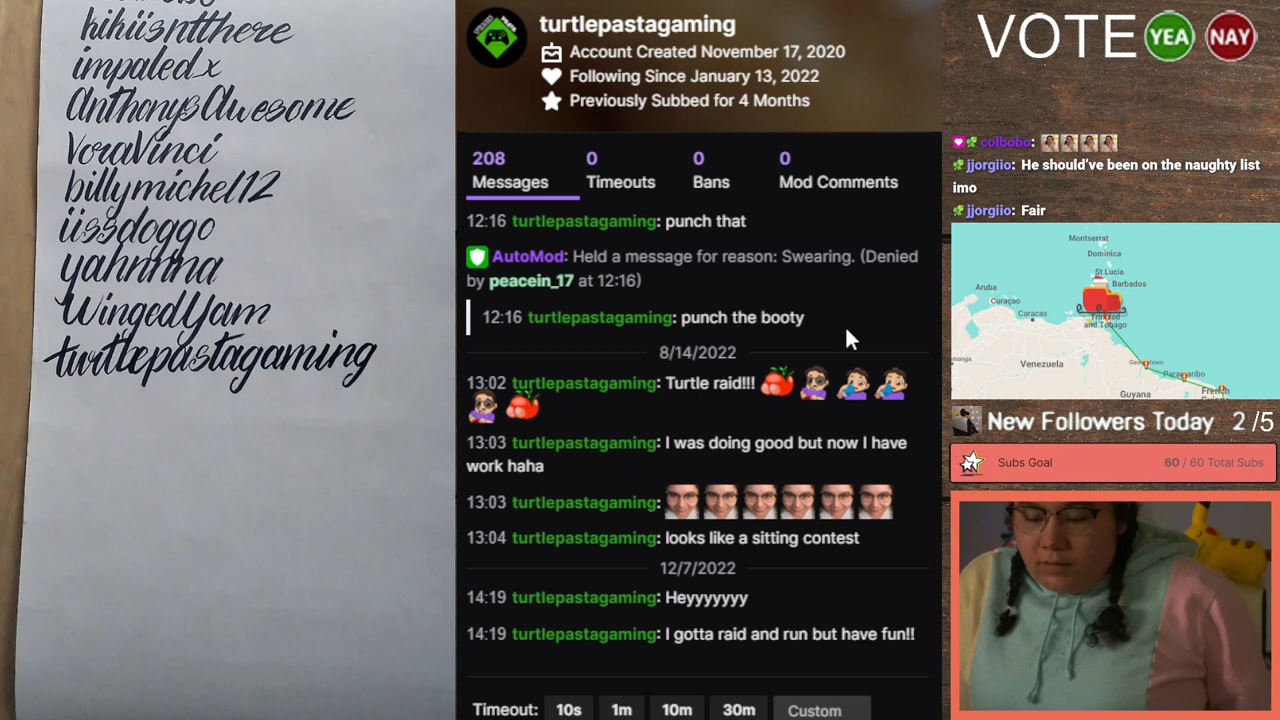 hihiisntthere
impaledx
AnthonysAwesome
VoraVinci
billymichel12
iissdoggo
yahnnna
WingedYam
turtlepastagaming
turtlepastagaming
Account Created November 17, 2020
Following Since January 13, 2022
Previously Subbed for 4 Months
208 0 0 0
Messages Timeouts Bans Mod Comments
12:16 turtlepastagaming: punch that
AutoMod: Held a message for reason: Swearing. (Denied
by peacein_17 at 12:16)
12:16 turtlepastagaming: punch the booty
8/14/2022
13:02 turtlepastagaming: Turtle raid!!!
13:03 turtlepastagaming: I was doing good but now I have
work haha
13:03 turtlepastagaming:
13:04 turtlepastagaming: looks like a sitting contest
12/7/2022
14:19 turtlepastagaming: Heyyyyyyy
14:19 turtlepastagaming: I gotta raid and run but have fun!!
Timeout: 10s 1m 10m 30m Custom
VOTE YEA NAY
colbobo:
jjorgiio: He should've been on the naughty list
imo
jjorgiio: Fair
Montserrat
Dominica
St Lucia
Barbados
Aruba
Curaçao
Caracas
Trinidad
and Tobago
Venezuela
Georgetown
Paramaribo
French
Guyana
New Followers Today 2 /5
Subs Goal 60 / 60 Total Subs